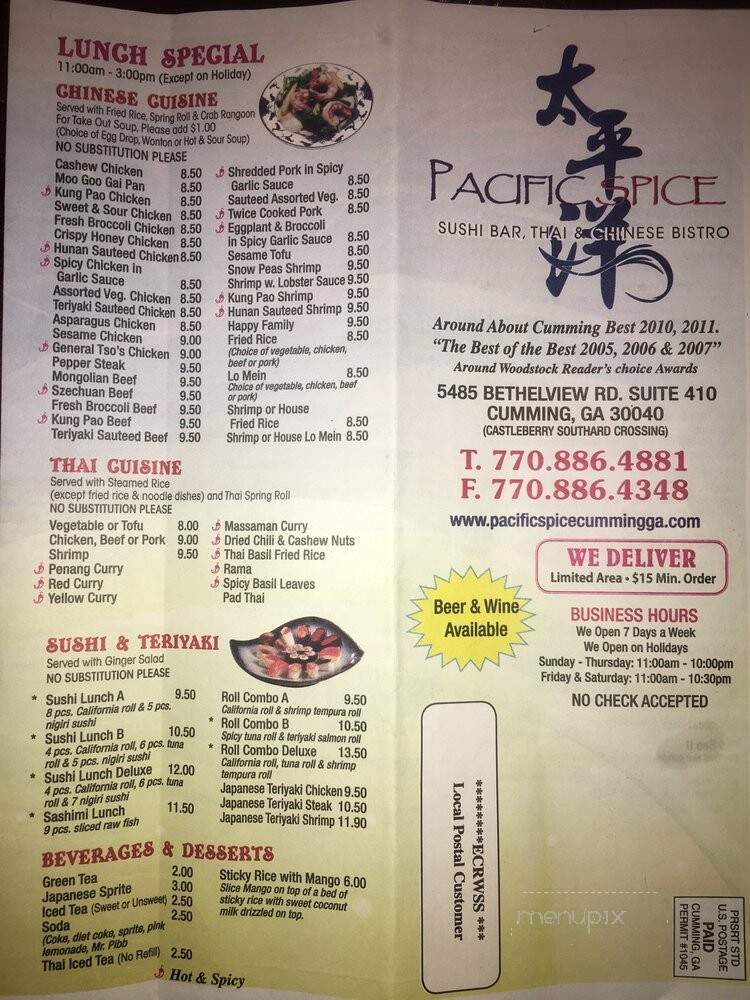 LUNCH SPECIAL
11:00am - 3:00pm (Except on Holiday)
CHINESE CUISINE
Served with Fried Rice, Spring Roll & Crab Rangoon
For Take Out Soup, Please add $1.00
(Choice of Egg Drop, Wonton or Hot & Sour Soup)
NO SUBSTITUTION PLEASE
Cashew Chicken 8.50
Moo Goo Gai Pan 8.50
Kung Pao Chicken 8.50
Sweet & Sour Chicken 8.50
Fresh Broccoli Chicken 8.50
Crispy Honey Chicken 8.50
Hunan Sauteed Chicken 8.50
Spicy Chicken in
Garlic Sauce 8.50
Assorted Veg. Chicken 8.50
Teriyaki Sauteed Chicken 8.50
Asparagus Chicken 8.50
Sesame Chicken 9.00
General Tso's Chicken 9.00
Pepper Steak 9.50
Mongolian Beef 9.50
Szechuan Beef 9.50
Fresh Broccoli Beef 9.50
Kung Pao Beef 9.50
Teriyaki Sauteed Beef 9.50
Shredded Pork in Spicy
Garlic Sauce 8.50
Sauteed Assorted Veg. 8.50
Twice Cooked Pork 8.50
Eggplant & Broccoli
in Spicy Garlic Sauce 8.50
Sesame Tofu 8.50
Snow Peas Shrimp 9.50
Shrimp w. Lobster Sauce 9.50
Kung Pao Shrimp 9.50
Hunan Sauteed Shrimp 9.50
Happy Family 9.50
Fried Rice 8.50
(Choice of vegetable, chicken,
beef or pork)
Lo Mein 8.50
Choice of vegetable, chicken, beef
or pork)
Shrimp or House
Fried Rice 8.50
Shrimp or House Lo Mein 8.50
THAI CUISINE
Served with Steamed Rice
(except fried rice & noodle dishes) and Thai Spring Roll
NO SUBSTITUTION PLEASE
Vegetable or Tofu 8.00
Chicken, Beef or Pork 9.00
Shrimp 9.50
Penang Curry
Red Curry
Yellow Curry
Massaman Curry
Dried Chili & Cashew Nuts
Thai Basil Fried Rice
Rama
Spicy Basil Leaves
Pad Thai
SUSHI & TERIYAKI
Served with Ginger Salad
NO SUBSTITUTION PLEASE
* Sushi Lunch A 9.50
8 pcs. California roll & 5 pcs.
nigiri sushi
* Sushi Lunch B 10.50
4 pcs. California roll, 6 pcs. tuna
roll & 5 pcs. nigiri sushi
* Sushi Lunch Deluxe 12.00
4 pcs. California roll, 6 pcs. tuna
roll & 7 nigiri sushi
* Sashimi Lunch 11.50
9 pcs. sliced raw fish
Roll Combo A 9.50
California roll & shrimp tempura roll
* Roll Combo B 10.50
Spicy tuna roll & teriyaki salmon roll
* Roll Combo Deluxe 13.50
California roll, tuna roll & shrimp
tempura roll
Japanese Teriyaki Chicken 9.50
Japanese Teriyaki Steak 10.50
Japanese Teriyaki Shrimp 11.90
BEVERAGES & DESSERTS
Green Tea 2.00
Japanese Sprite 3.00
Iced Tea (Sweet or Unsweet) 2.50
Soda 2.50
(Coke, diet coke, sprite, pink
lemonade, Mr. Pibb
Thai Iced Tea (No Refill) 2.50
Sticky Rice with Mango 6.00
Slice Mango on top of a bed of
sticky rice with sweet coconut
milk drizzled on top.
Hot & Spicy
太平洋
PACIFIC SPICE
SUSHI BAR, THAI & CHINESE BISTRO
Around About Cumming Best 2010, 2011.
"The Best of the Best 2005, 2006 & 2007"
Around Woodstock Reader's choice Awards
5485 BETHELVIEW RD. SUITE 410
CUMMING, GA 30040
(CASTLEBERRY SOUTHARD CROSSING)
T. 770.886.4881
F. 770.886.4348
www.pacificspicecummingga.com
WE DELIVER
Limited Area • $15 Min. Order
Beer & Wine
Available
BUSINESS HOURS
We Open 7 Days a Week
We Open on Holidays
Sunday - Thursday: 11:00am - 10:00pm
Friday & Saturday: 11:00am - 10:30pm
NO CHECK ACCEPTED
********ECRWSS ***
Local Postal Customer
menupix
PRSRT STD
U.S. POSTAGE
PAID
CUMMING, GA
PERMIT #1045